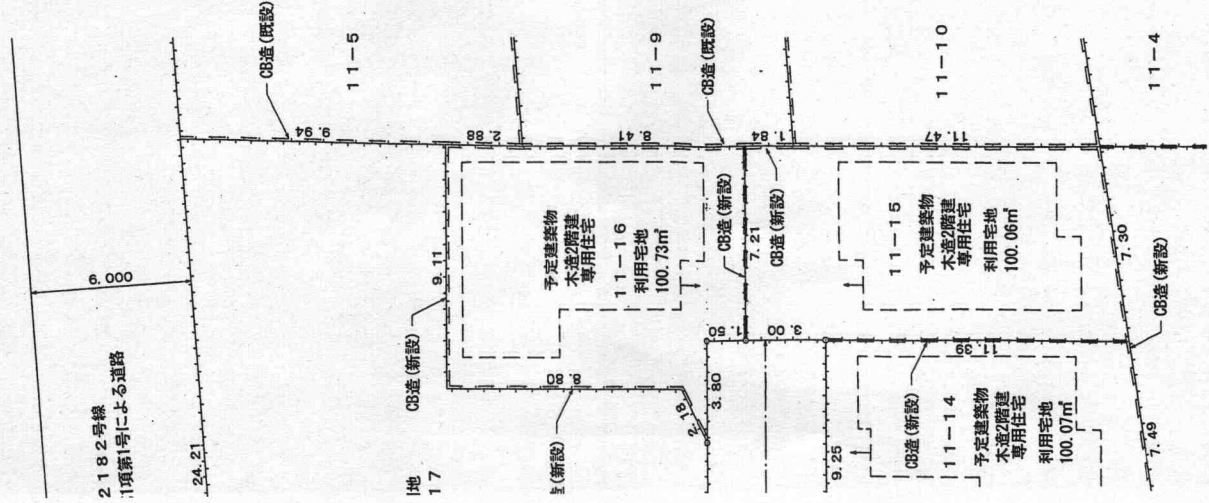 2182号線
1項第1号による道路
6.000
24.21
CB造(既設)
9.94
11-5
CB造(新設)
9.11
2.88
地
17
8.80
(新設)
2.18
予定建築物
木造2階建
専用住宅
11-16
利用宅地
100.73㎡
8.41
11-9
CB造(既設)
CB造(新設)
7.21
CB造(新設)
1.84
1.50
3.80
3.00
9.25
11-15
予定建築物
木造2階建
専用住宅
利用宅地
100.06㎡
11.47
11-10
11.39
CB造(新設)
11-14
予定建築物
木造2階建
専用住宅
利用宅地
100.07㎡
7.30
CB造(新設)
7.49
11-4